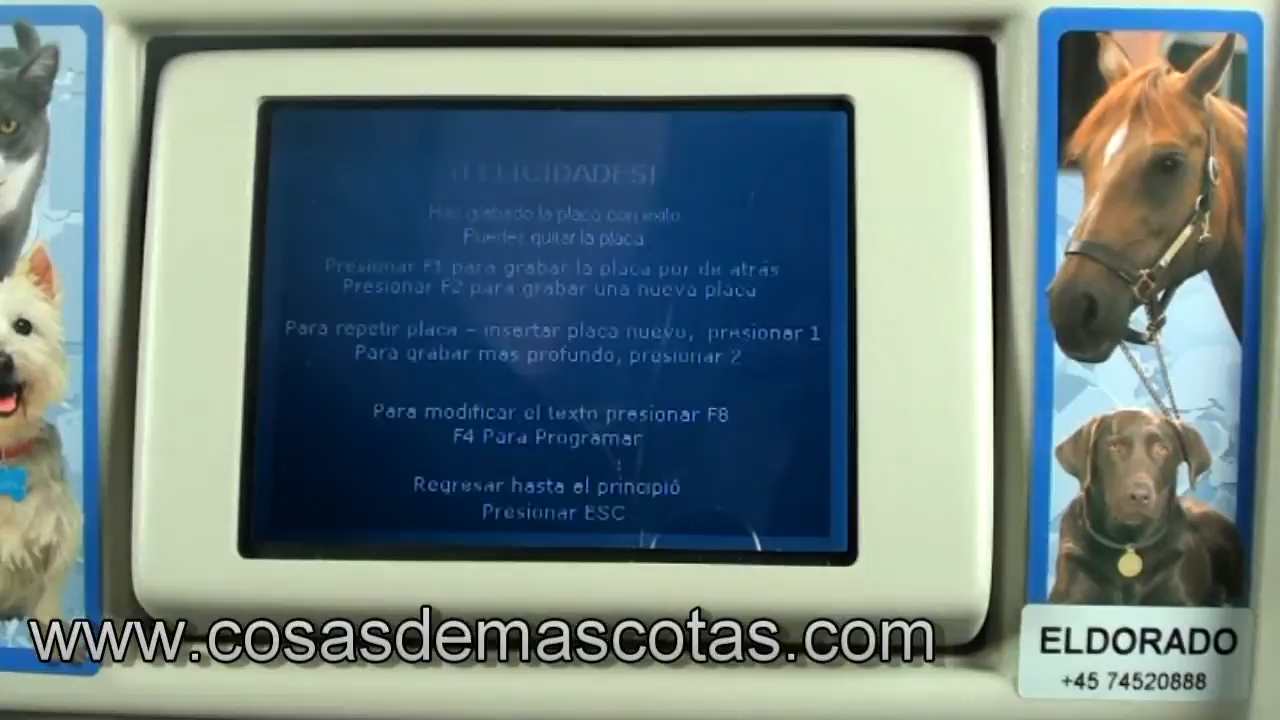 ¡FELICIDADES!
Has grabado la placa con exito
Puedes quitar la placa
Presionar F1 para grabar la placa por de atrás
Presionar F2 para grabar una nueva placa
Para repetir placa - insertar placa nuevo, presionar 1
Para grabar mas profundo, presionar 2
Para modificar el texto presionar F8
F4 Para Programar
Regresar hasta al principió
Presionar ESC
www.cosasdemascotas.com
ELDORADO
+45 74520888